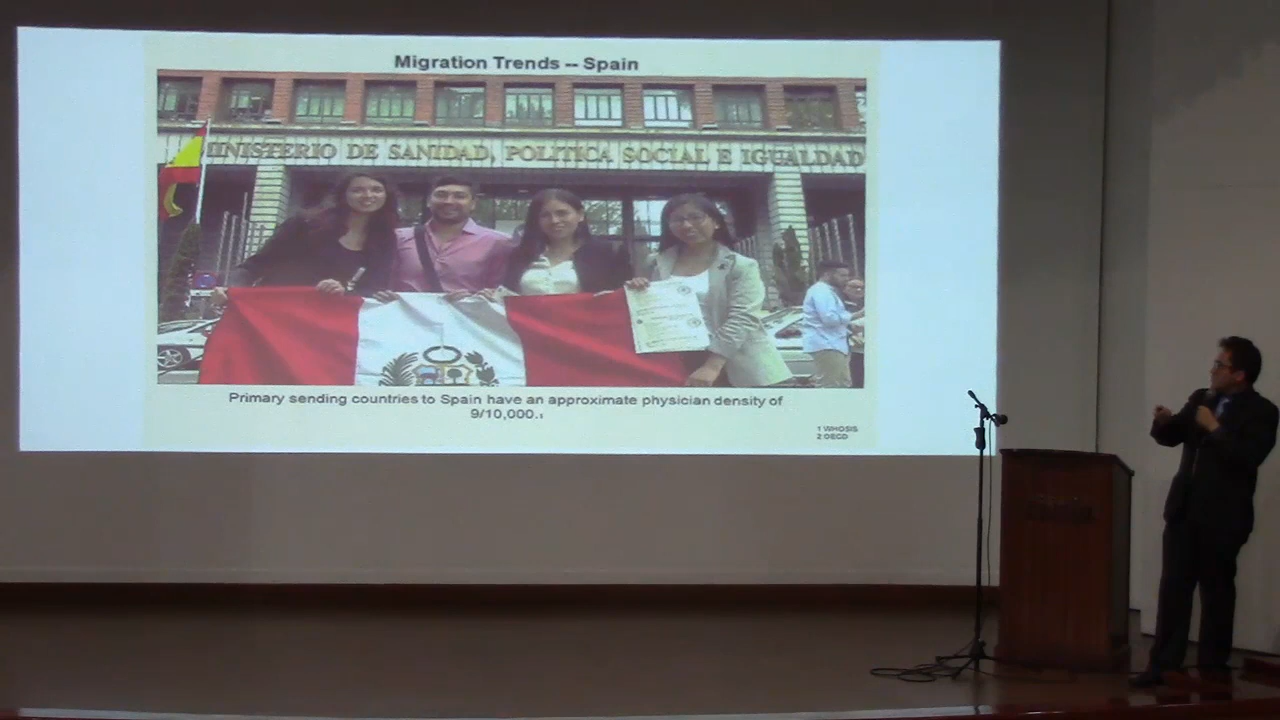 Migration Trends -- Spain
MINISTERIO DE SANIDAD, POLITICA SOCIAL E IGUALDAD
Primary sending countries to Spain have an approximate physician density of
9/10,000.1
1 WHOSIS
2 OECD